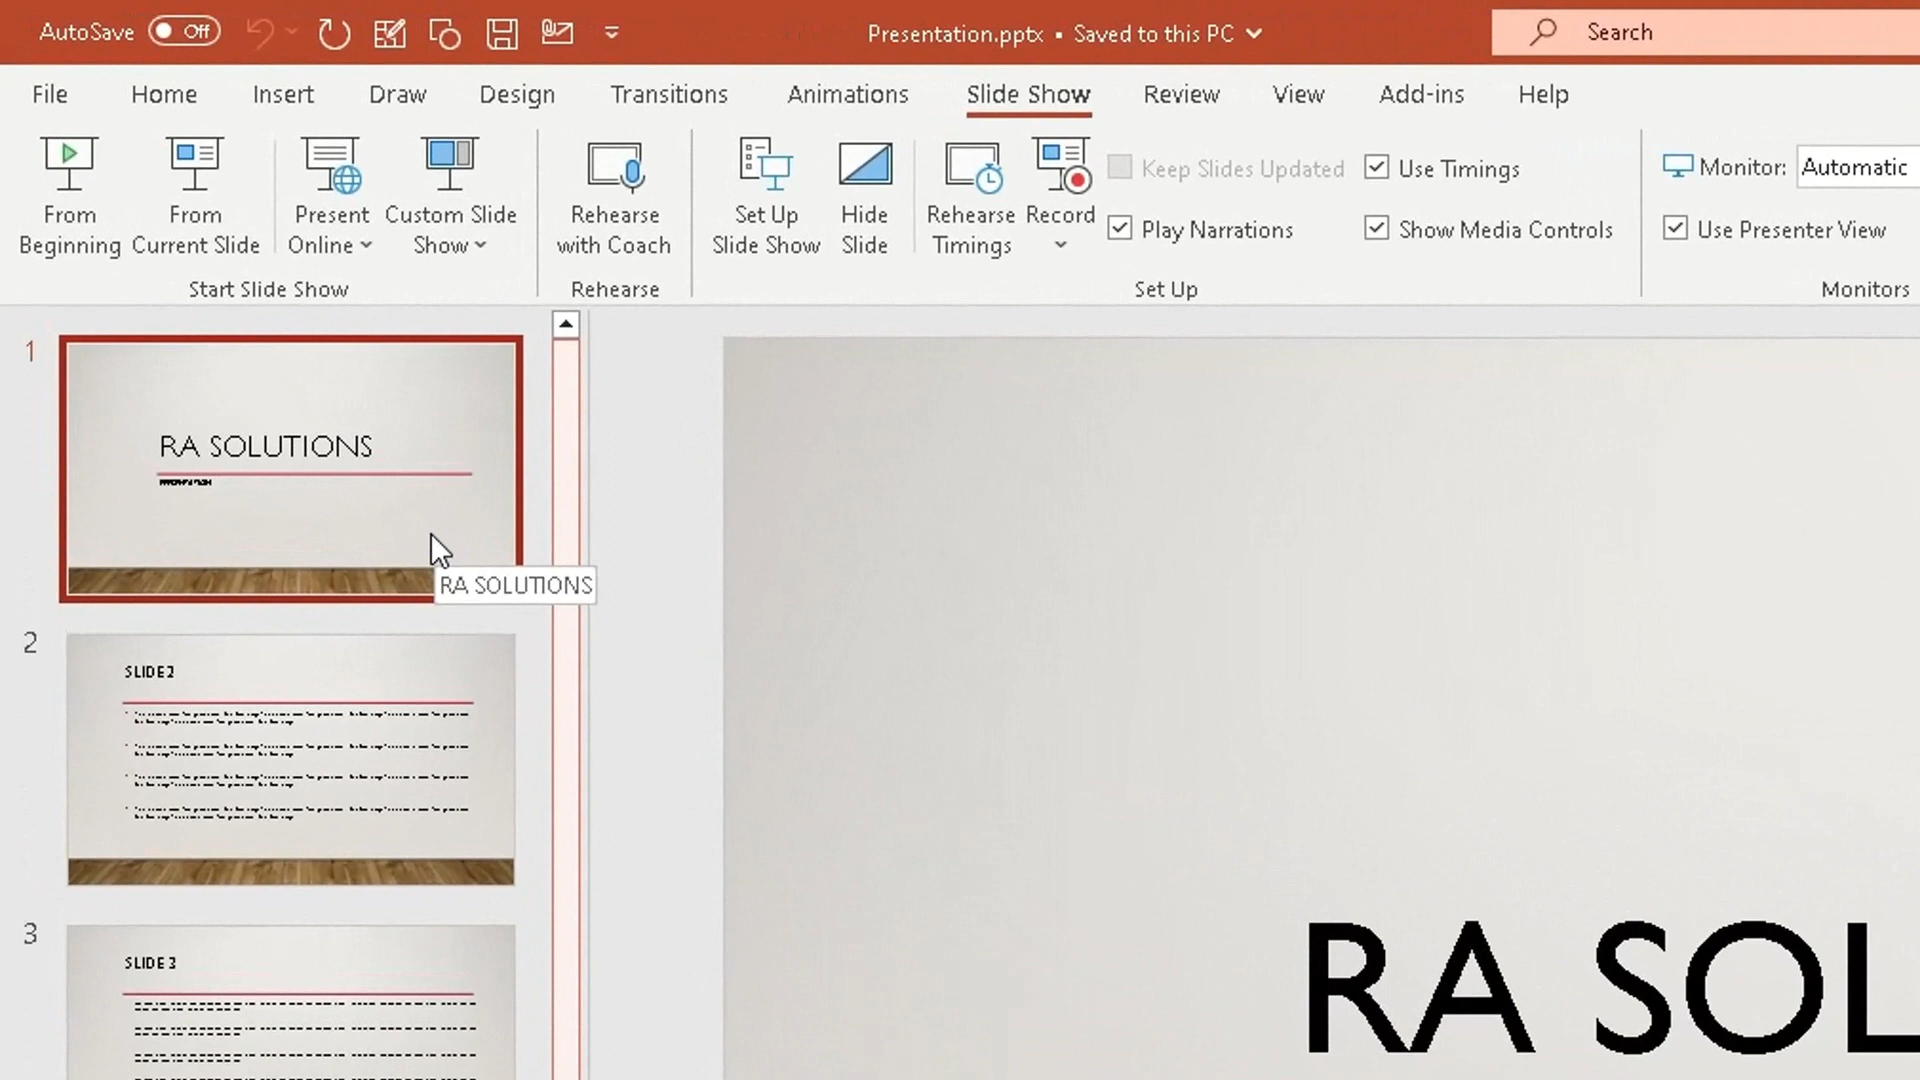 AutoSave Off
Presentation.pptx • Saved to this PC
Search
File Home Insert Draw Design Transitions Animations Slide Show Review View Add-ins Help
From Beginning
From Current Slide
Present Online
Custom Slide Show
Start Slide Show
Rehearse with Coach
Rehearse
Set Up Slide Show
Hide Slide
Rehearse Timings
Record
Keep Slides Updated
Play Narrations
Use Timings
Show Media Controls
Set Up
Monitor: Automatic
Use Presenter View
Monitors
1
RA SOLUTIONS
RA SOLUTIONS
2
SLIDE 2
3
SLIDE 3
RA SOL